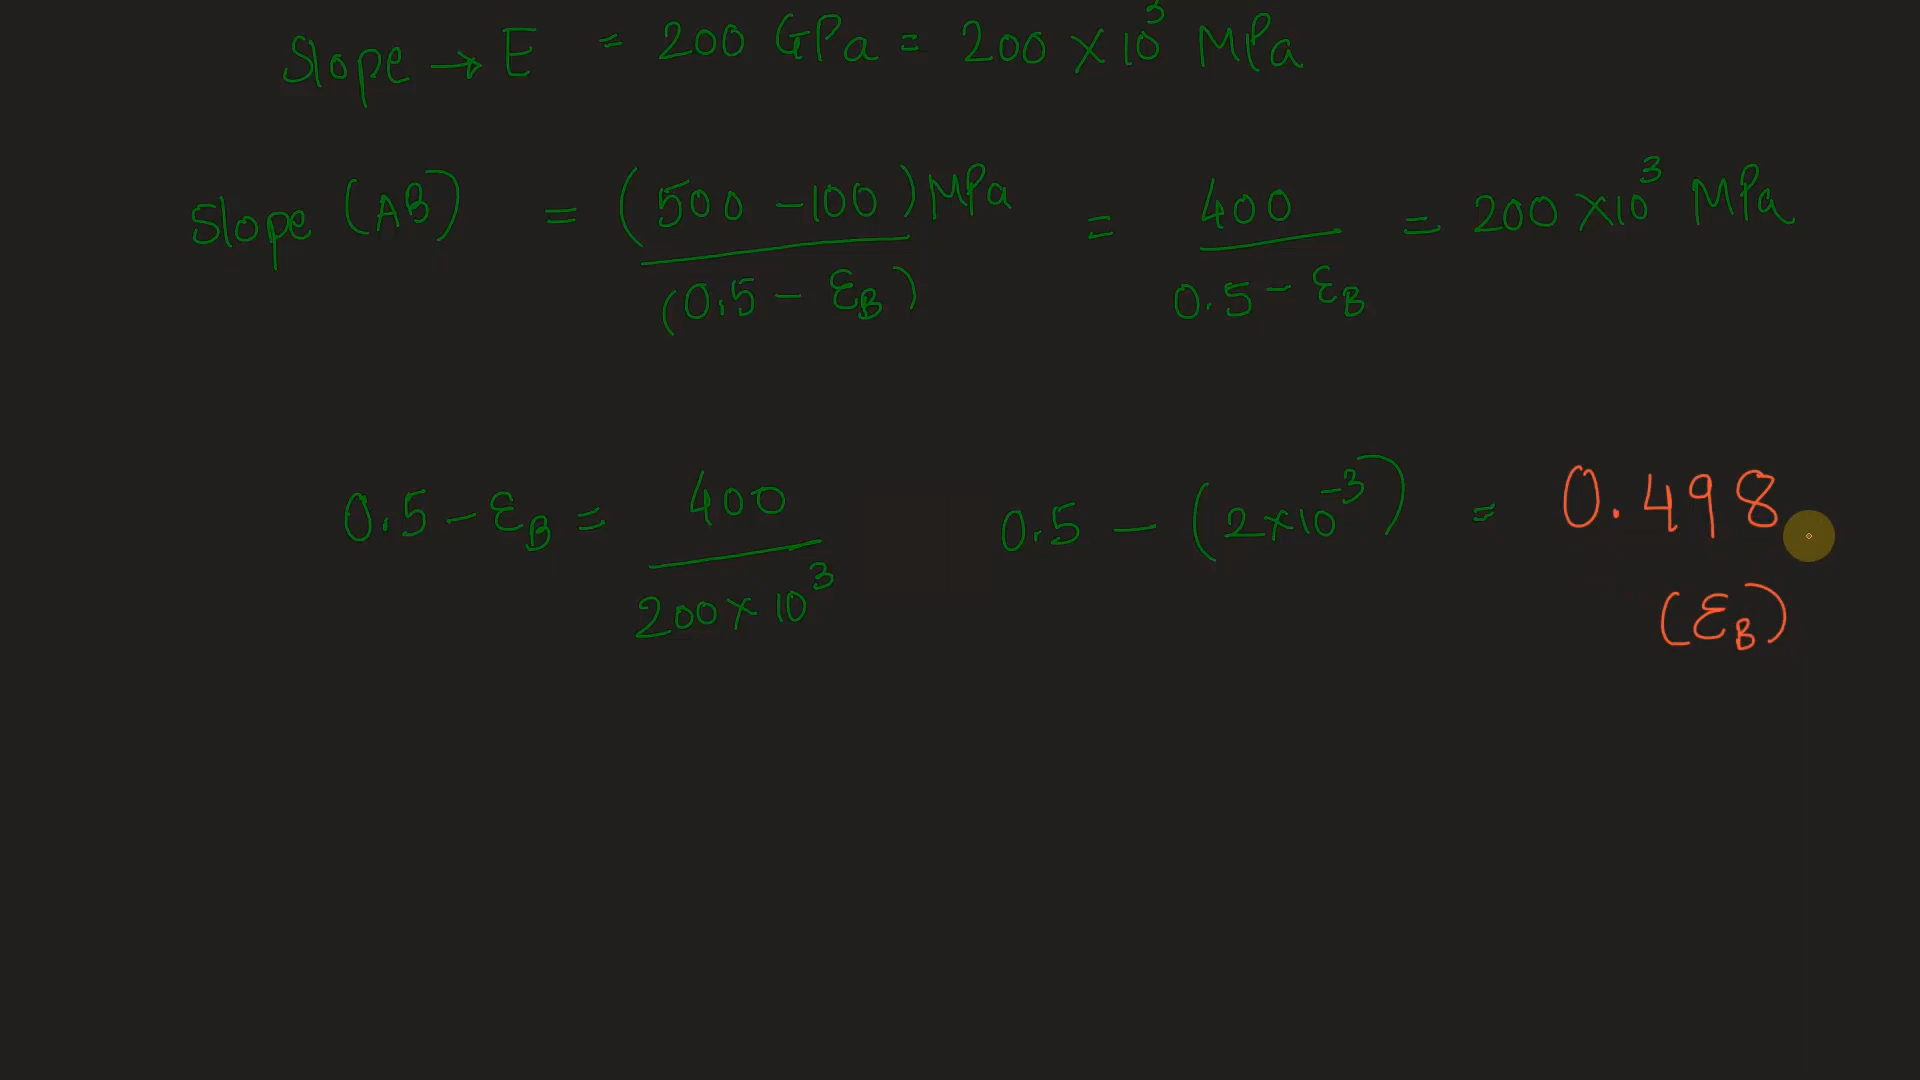 Slope → E = 200 GPa = 200 × 10³ MPa
Slope (AB) = (500 - 100) MPa / (0.5 - εB) = 400 / 0.5 - εB = 200 × 10³ MPa
0.5 - εB = 400 / 200 × 10³
0.5 - (2 × 10⁻³) = 0.498
(εB)